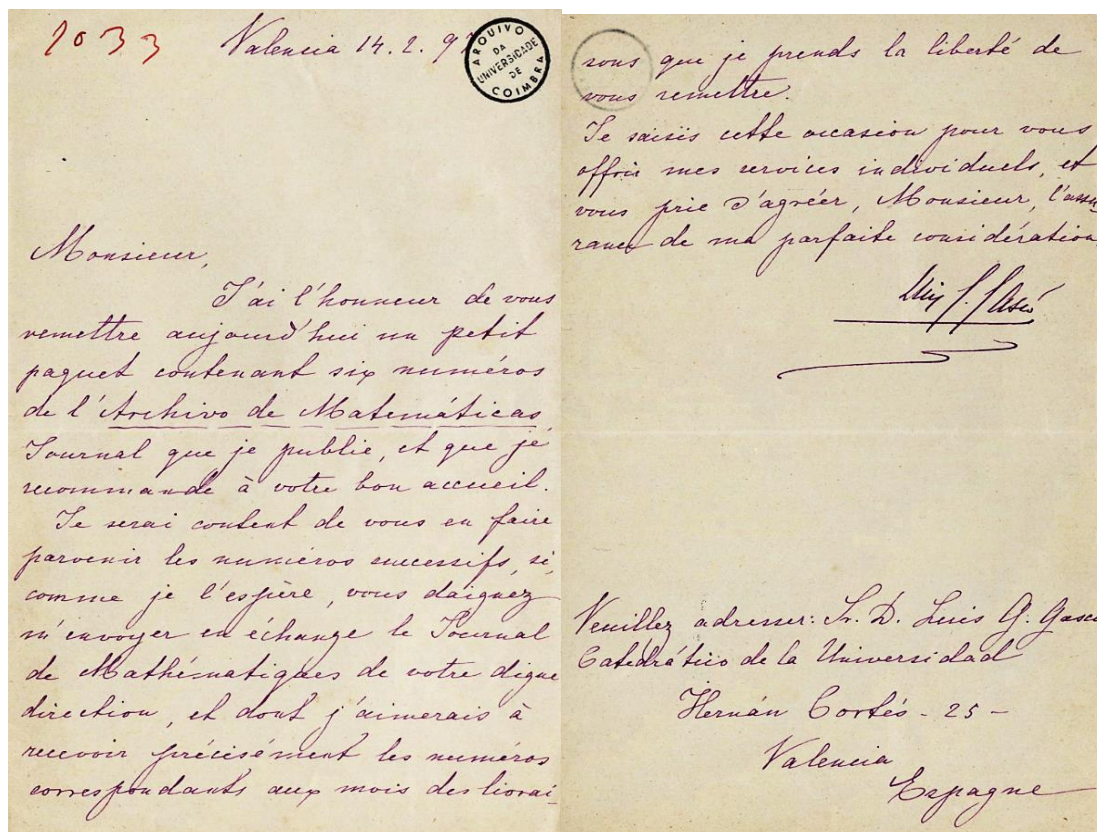 1033
Valencia 14. 2. 97
ARQUIVO
DA
UNIVERSIDADE
DE
COIMBRA
Monsieur,
J'ai l'honneur de vous
remettre aujourd'hui un petit
paquet contenant six numéros
de l'Archivo de Matemáticas,
Journal que je publie, et que je
recommande à votre bon accueil.
Je serai content de vous en faire
parvenir les numéros successifs, si,
comme je l'espère, vous daignez
m'envoyer en échange le Journal
de Mathématiques de votre digne
direction, et dont j'aimerais à
recevoir précisément les numéros
correspondants aux mois des livrai-
sons que je prends la liberté de
vous remettre.
Je saisis cette occasion pour vous
offrir mes services individuels, et
vous prie d'agréer, Monsieur, l'assu-
rance de ma parfaite considération
Luis G. Gascó
Veuillez adresser: Sr. D. Luis G. Gascó
Catedrático de la Universidad
Hernán Cortés - 25 -
Valencia
Espagne